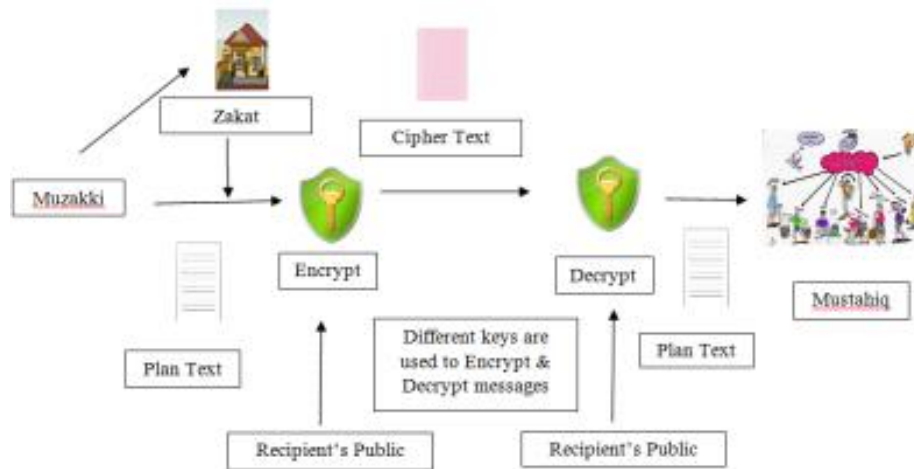 Zakat
Cipher Text
Muzakki
Encrypt
Decrypt
Mustahiq
Plan Text
Different keys are
used to Encrypt &
Decrypt messages
Plan Text
Recipient's Public
Recipient's Public